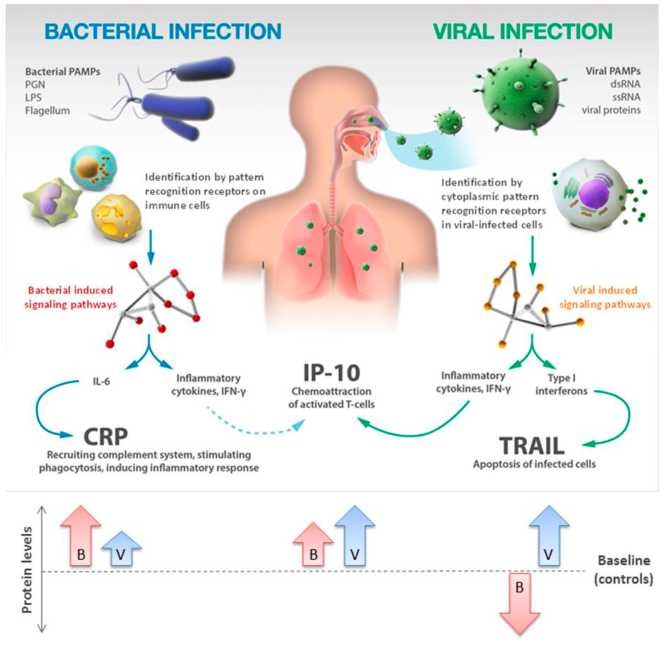 BACTERIAL INFECTION
VIRAL INFECTION
Bacterial PAMPs
PGN
LPS
Flagellum
Viral PAMPs
dsRNA
ssRNA
viral proteins
Identification by pattern
recognition receptors on
immune cells
Identification by
cytoplasmic pattern
recognition receptors
in viral-infected cells
Bacterial induced
signaling pathways
Viral induced
signaling pathways
IL-6
Inflammatory
cytokines, IFN-γ
IP-10
Chemoattraction
of activated T-cells
Inflammatory
cytokines, IFN-γ
Type I
interferons
CRP
Recruiting complement system, stimulating
phagocytosis, inducing inflammatory response
TRAIL
Apoptosis of infected cells
Protein levels
B
V
B
V
V
B
Baseline
(controls)